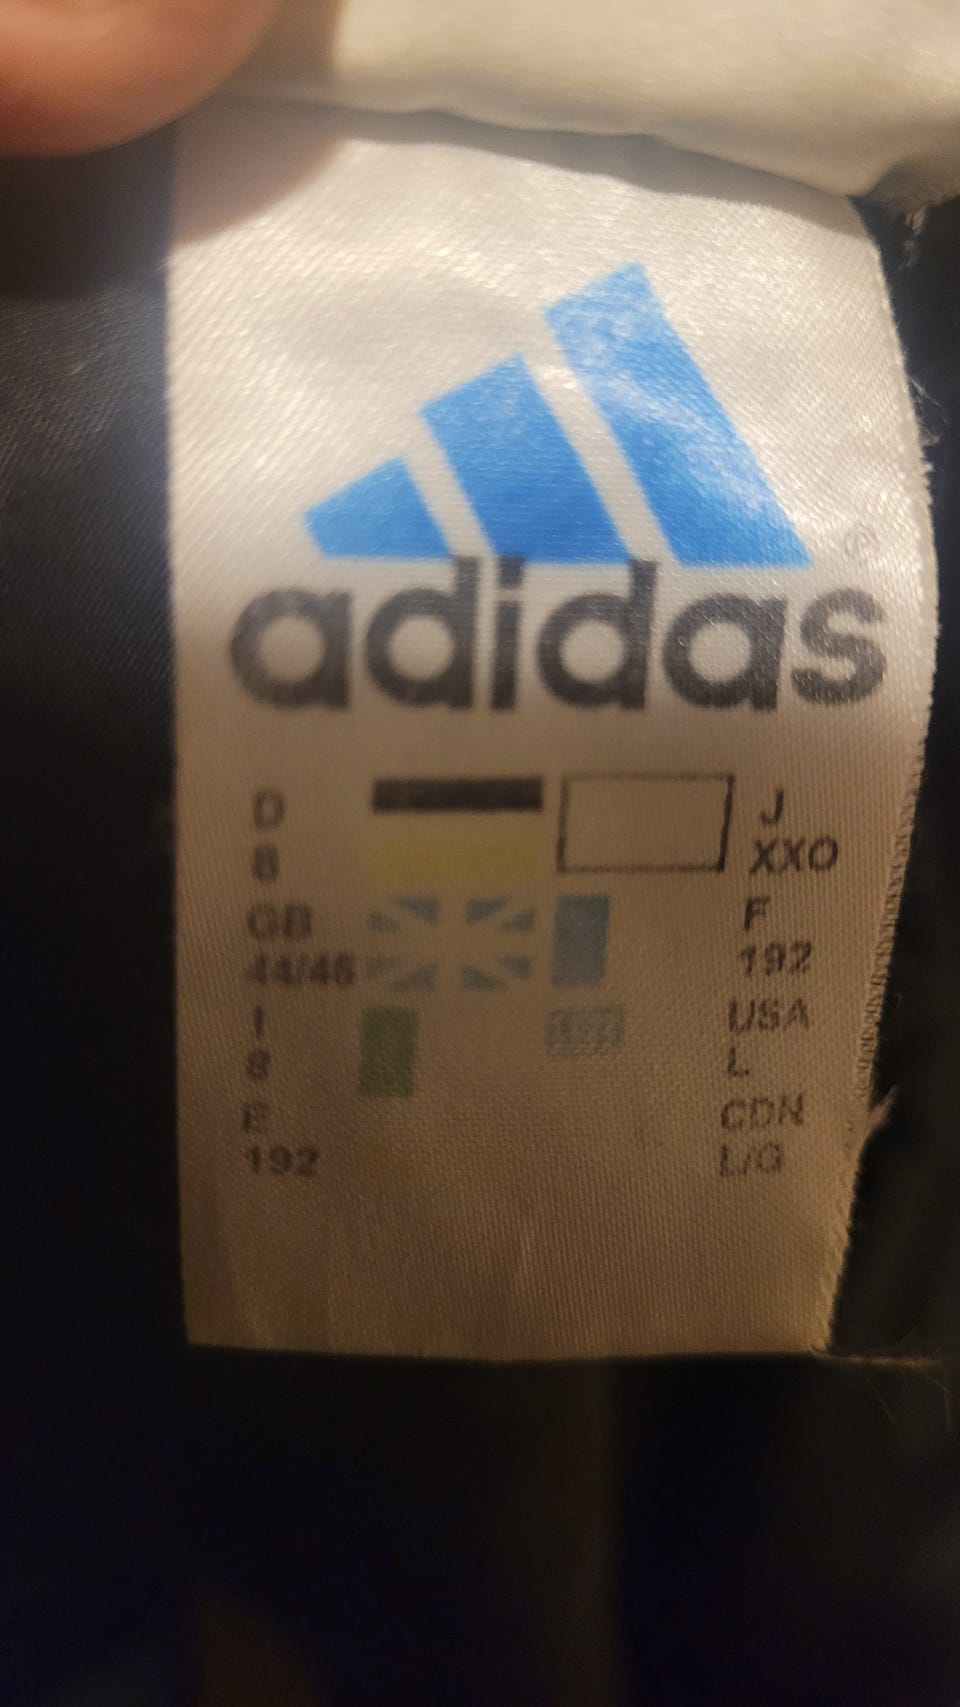 adidas®
D
8
GB
44/46
I
8
E
192
J
XXO
F
192
USA
L
CDN
L/G